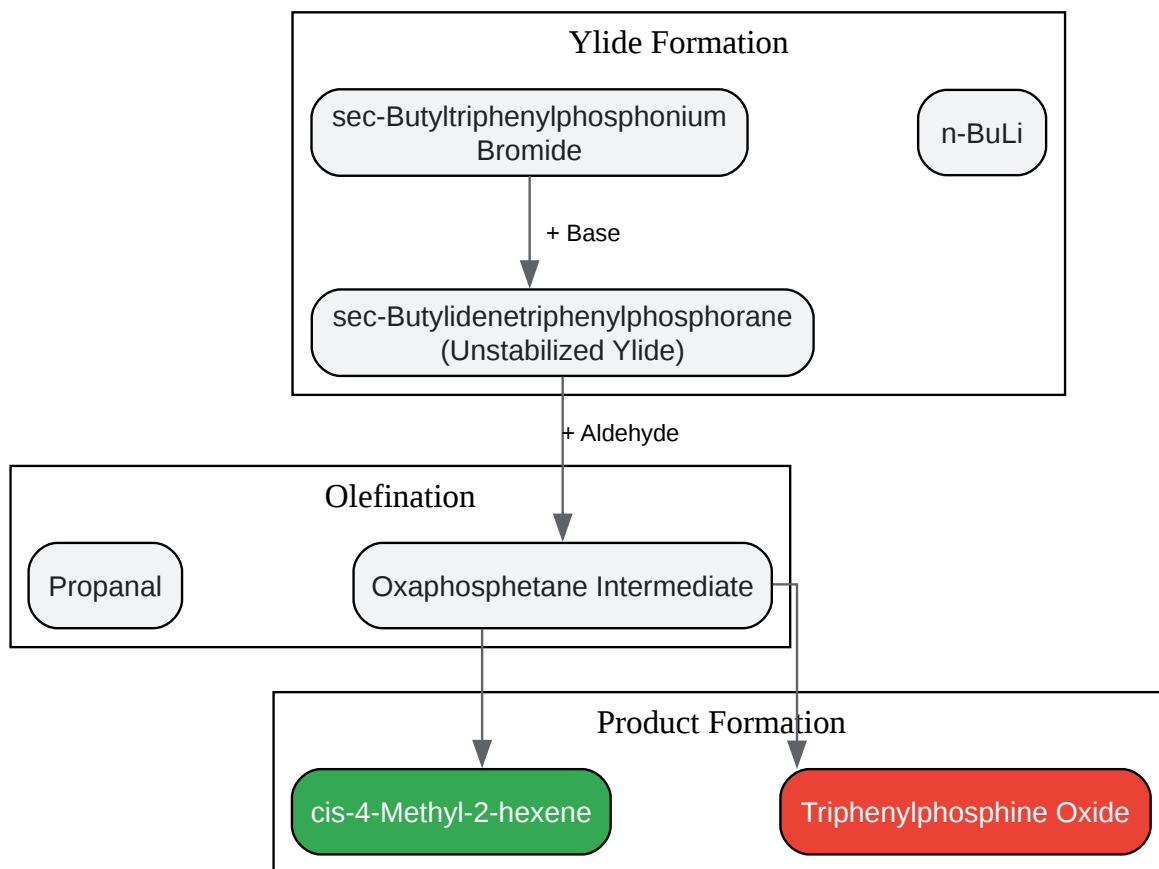 Ylide Formation
sec-Butyltriphenylphosphonium
Bromide
n-BuLi
+ Base
sec-Butylidenetriphenylphosphorane
(Unstabilized Ylide)
+ Aldehyde
Olefination
Propanal
Oxaphosphetane Intermediate
Product Formation
cis-4-Methyl-2-hexene
Triphenylphosphine Oxide